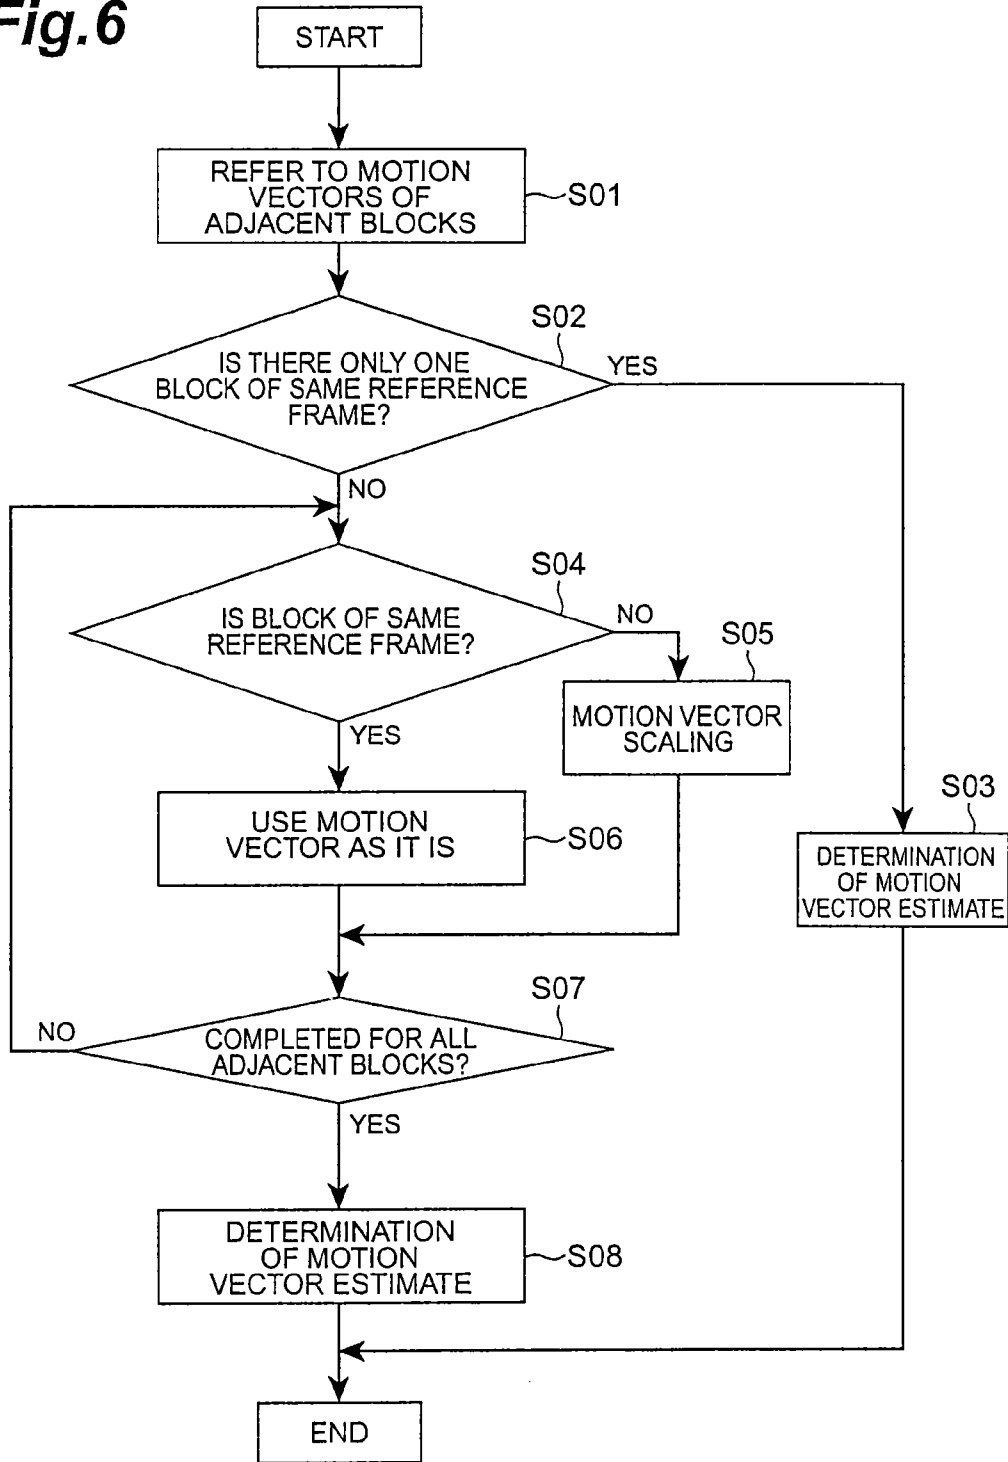 Fig.6
START
REFER TO MOTION
VECTORS OF
ADJACENT BLOCKS
S01
S02
IS THERE ONLY ONE
BLOCK OF SAME REFERENCE
FRAME?
YES
NO
S04
IS BLOCK OF SAME
REFERENCE FRAME?
NO
S05
MOTION VECTOR
SCALING
YES
USE MOTION
VECTOR AS IT IS
S06
S03
DETERMINATION
OF MOTION
VECTOR ESTIMATE
S07
COMPLETED FOR ALL
ADJACENT BLOCKS?
NO
YES
DETERMINATION
OF MOTION
VECTOR ESTIMATE
S08
END